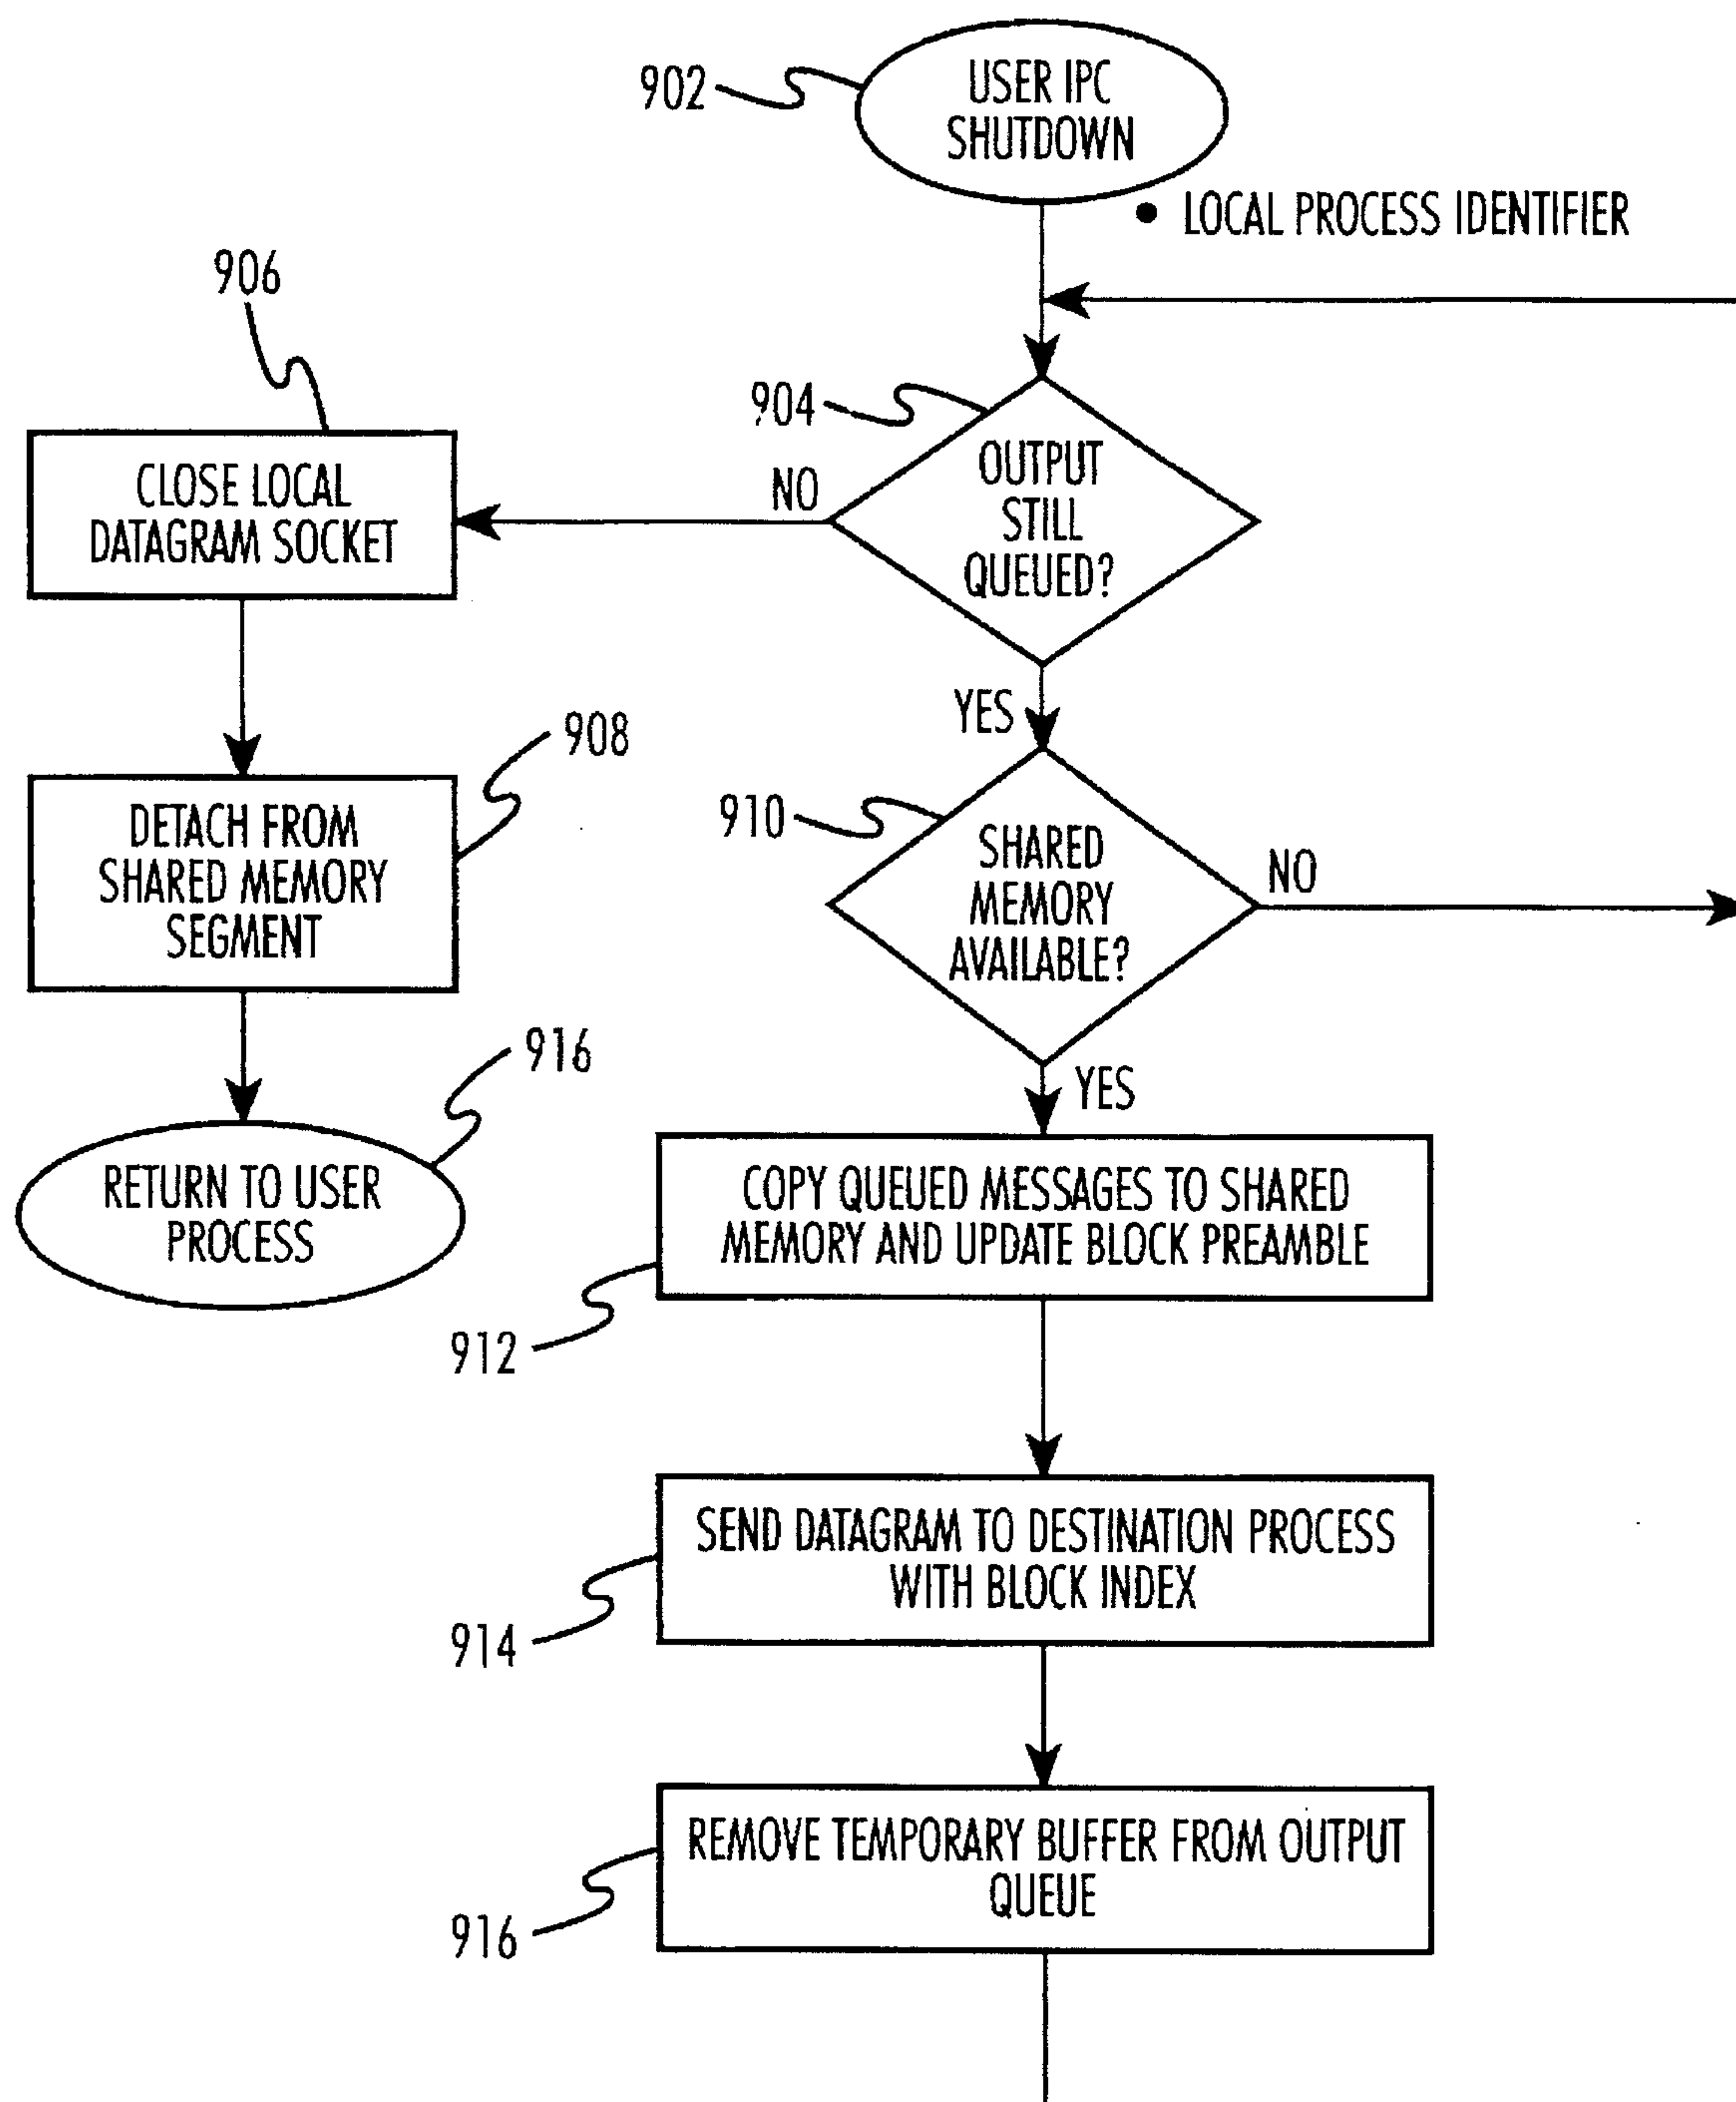 902
USER IPC
SHUTDOWN
• LOCAL PROCESS IDENTIFIER
906
904
OUTPUT
STILL
QUEUED?
NO
CLOSE LOCAL
DATAGRAM SOCKET
YES
908
DETACH FROM
SHARED MEMORY
SEGMENT
910
SHARED
MEMORY
AVAILABLE?
NO
YES
916
RETURN TO USER
PROCESS
COPY QUEUED MESSAGES TO SHARED
MEMORY AND UPDATE BLOCK PREAMBLE
912
SEND DATAGRAM TO DESTINATION PROCESS
WITH BLOCK INDEX
914
REMOVE TEMPORARY BUFFER FROM OUTPUT
QUEUE
916